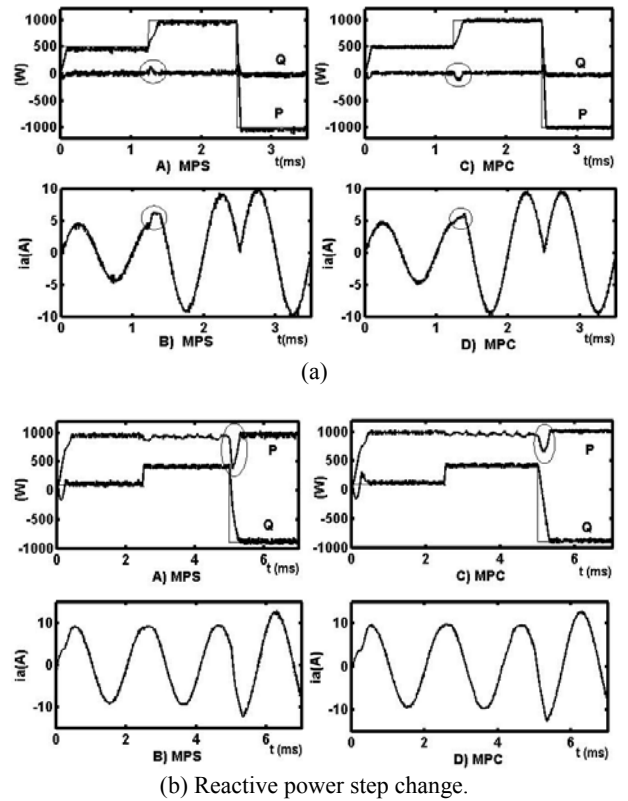 1000
500
0
-500
-1000
(W)
Q
P
0 1 2 3
A) MPS t(ms)
1000
500
0
-500
-1000
(W)
Q
P
0 1 2 3
C) MPC t(ms)
10
5
0
-5
-10
ia(A)
0 1 2 3
B) MPS t(ms)
10
5
0
-5
-10
ia(A)
0 1 2 3
D) MPC t(ms)
(a)
1000
500
0
-500
-1000
(W)
P
Q
0 2 4 6
A) MPS t (ms)
1000
500
0
-500
-1000
(W)
P
Q
0 2 4 6
C) MPC t (ms)
10
0
-10
ia(A)
0 2 4 6
B) MPS t (ms)
10
0
-10
ia(A)
0 2 4 6
D) MPC t (ms)
(b) Reactive power step change.